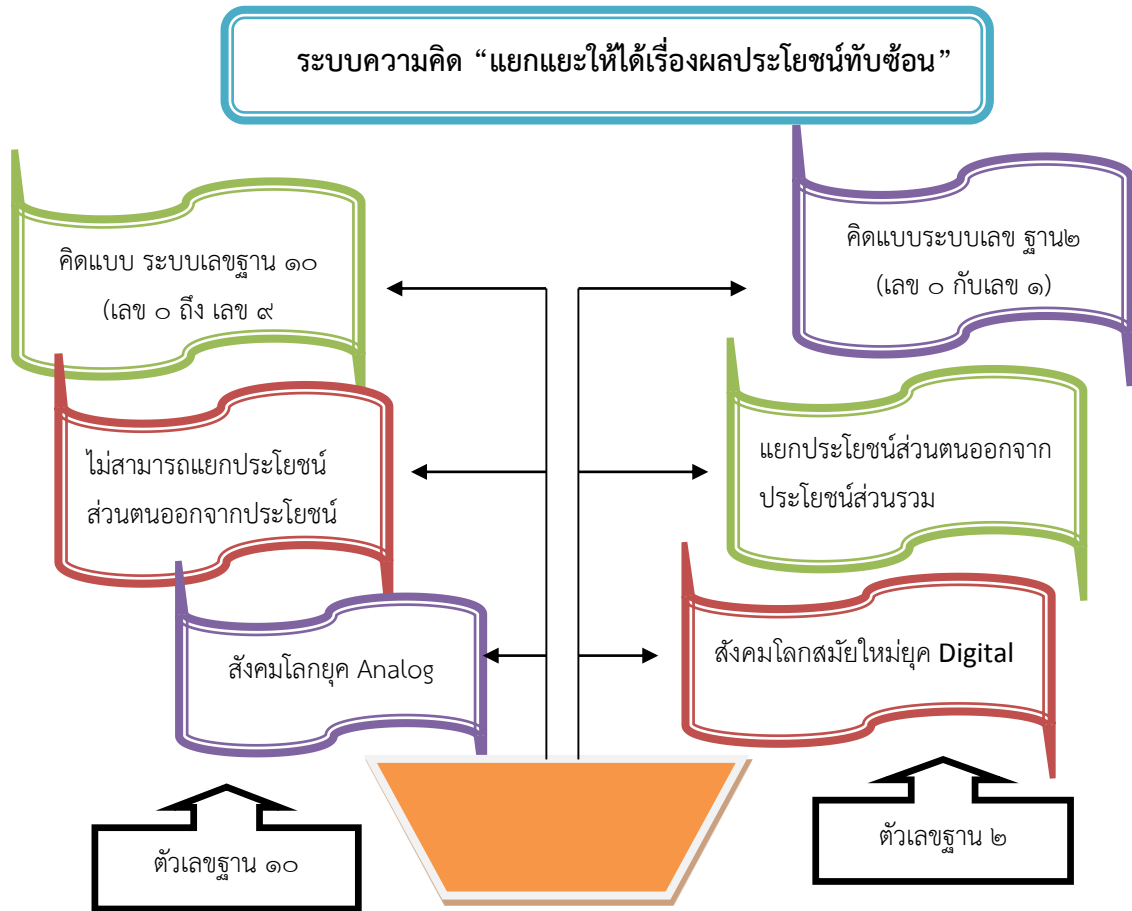 ระบบความคิด “แยกแยะให้ได้เรื่องผลประโยชน์ทับซ้อน”
คิดแบบ ระบบเลขฐาน ๑๐
(เลข ๐ ถึง เลข ๙
คิดแบบระบบเลข ฐาน๒
(เลข ๐ กับเลข ๑)
ไม่สามารถแยกประโยชน์
ส่วนตนออกจากประโยชน์
แยกประโยชน์ส่วนตนออกจาก
ประโยชน์ส่วนรวม
สังคมโลกยุค Analog
สังคมโลกสมัยใหม่ยุค Digital
ตัวเลขฐาน ๑๐
ตัวเลขฐาน ๒